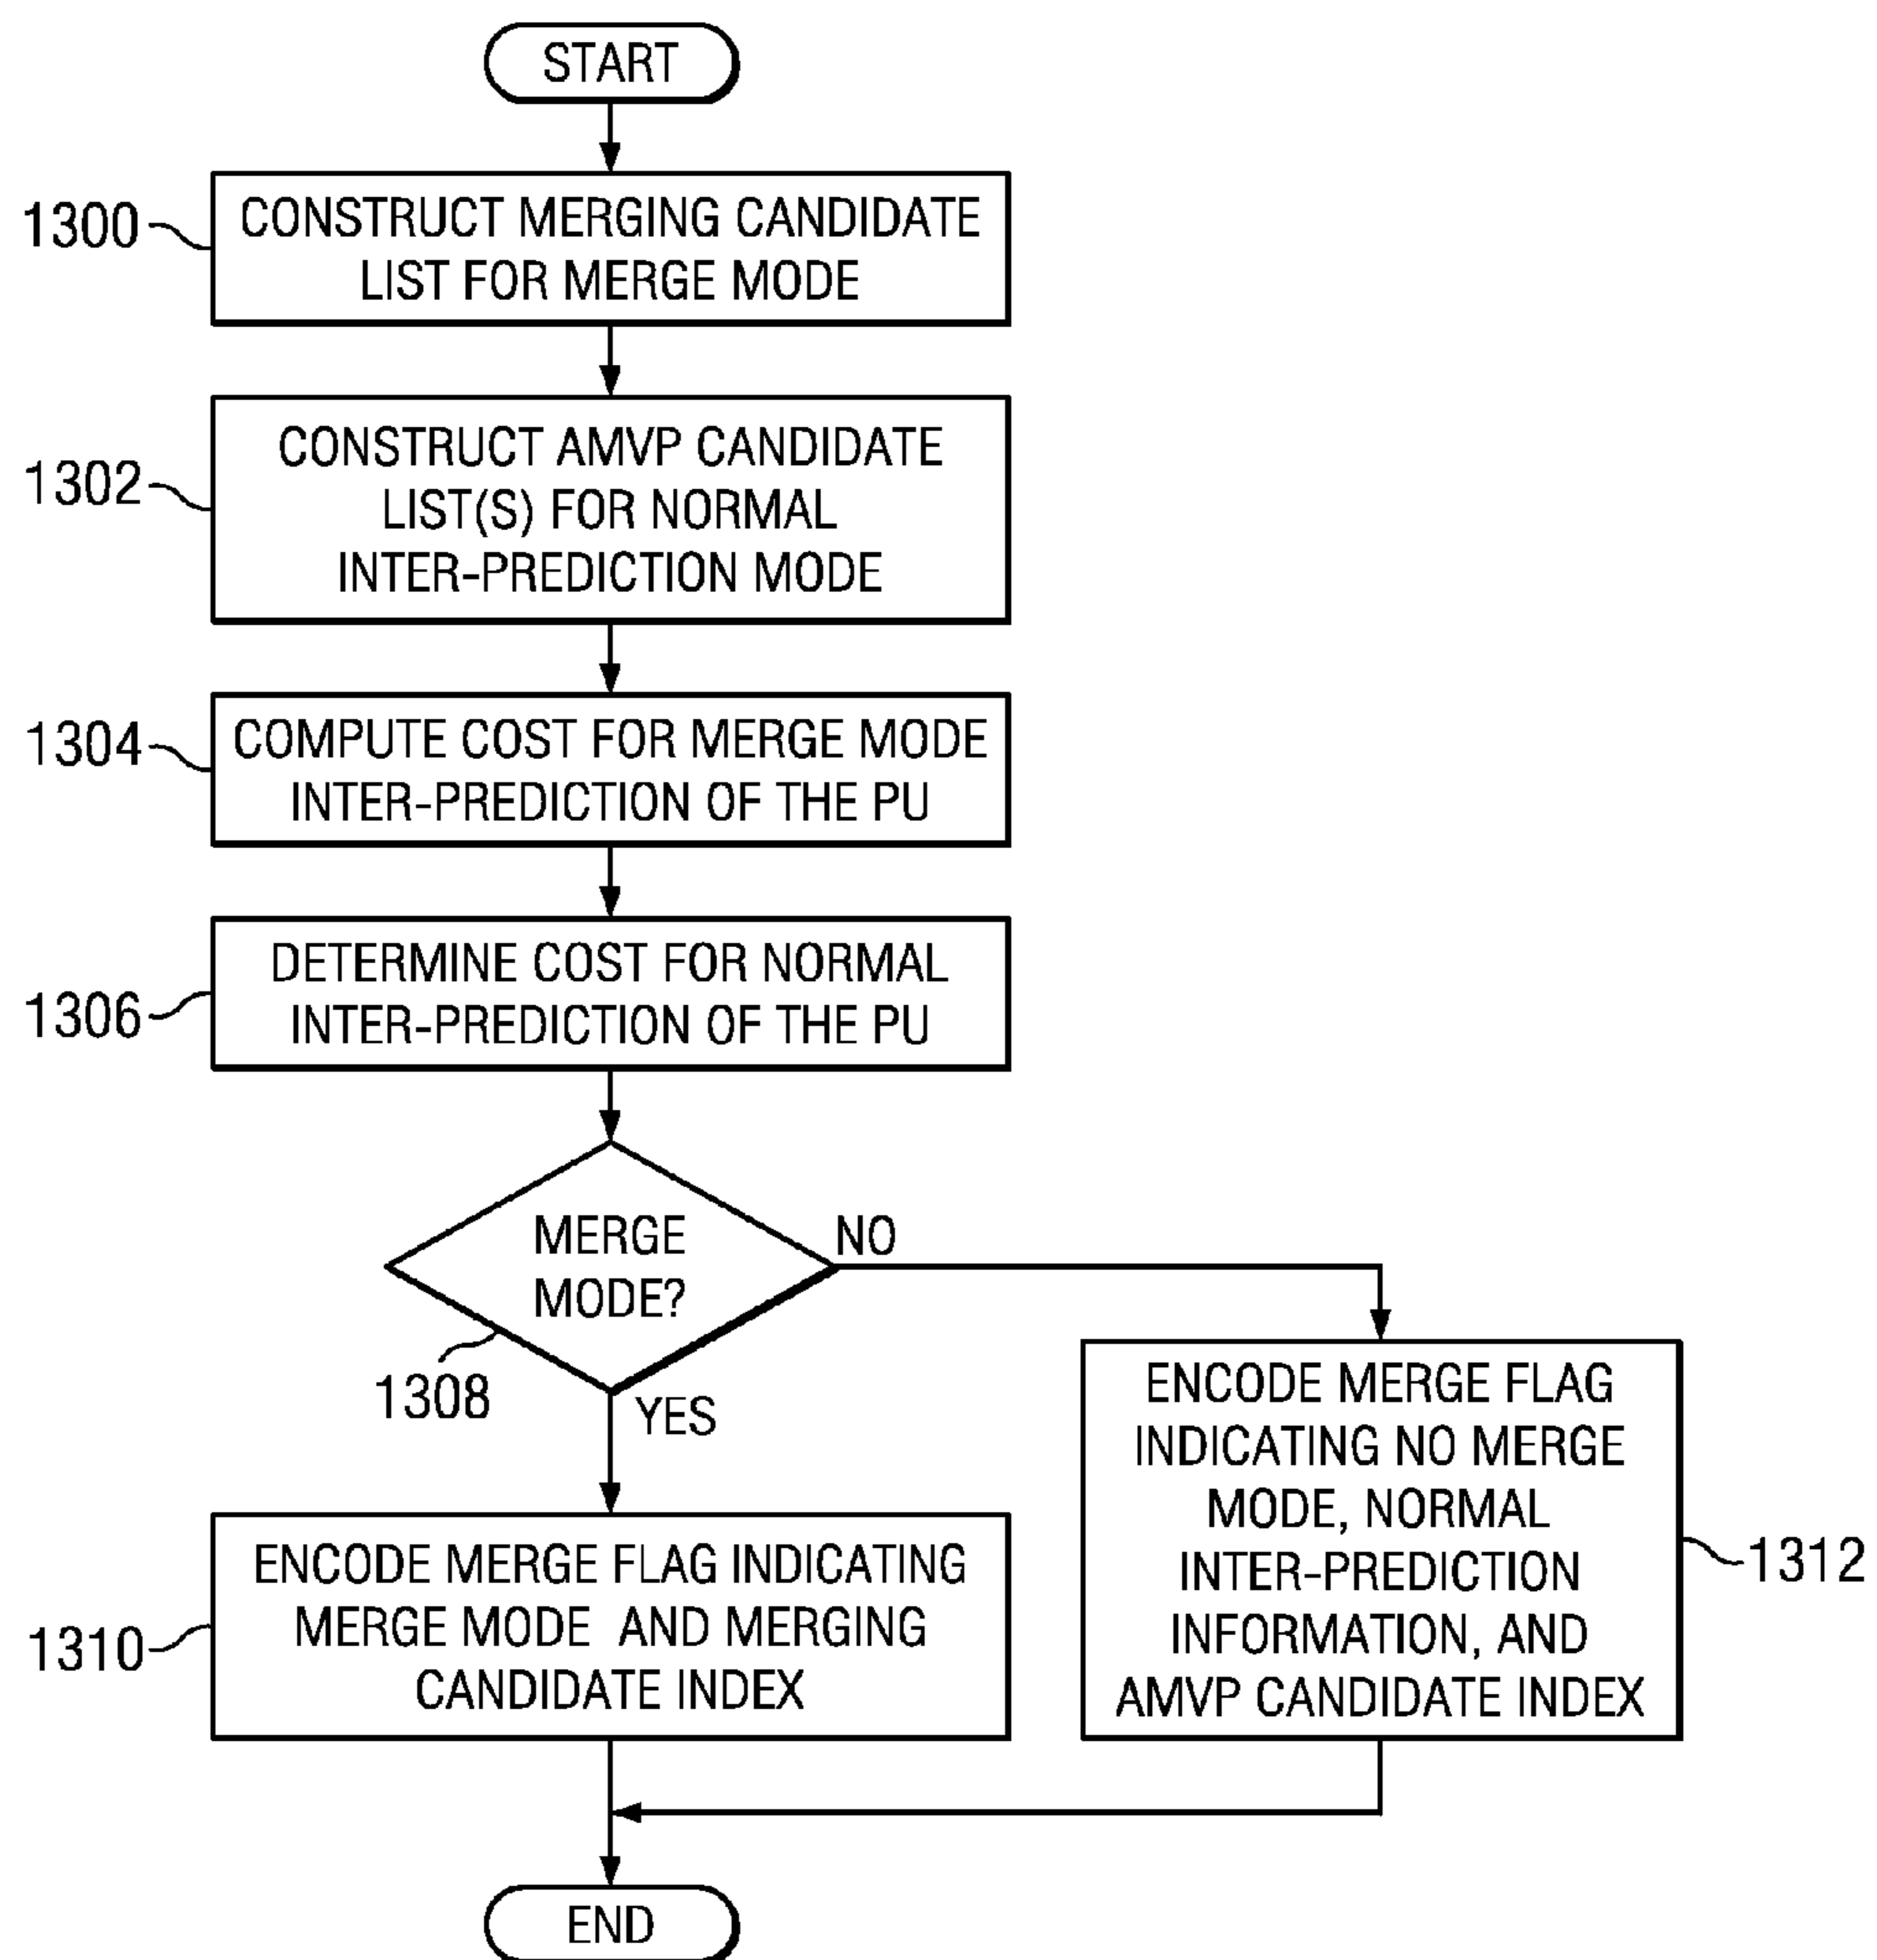 START
1300
CONSTRUCT MERGING CANDIDATE
LIST FOR MERGE MODE
1302
CONSTRUCT AMVP CANDIDATE
LIST(S) FOR NORMAL
INTER-PREDICTION MODE
1304
COMPUTE COST FOR MERGE MODE
INTER-PREDICTION OF THE PU
1306
DETERMINE COST FOR NORMAL
INTER-PREDICTION OF THE PU
MERGE
MODE?
NO
1308
YES
1310
ENCODE MERGE FLAG INDICATING
MERGE MODE AND MERGING
CANDIDATE INDEX
ENCODE MERGE FLAG
INDICATING NO MERGE
MODE, NORMAL
INTER-PREDICTION
INFORMATION, AND
AMVP CANDIDATE INDEX
1312
END